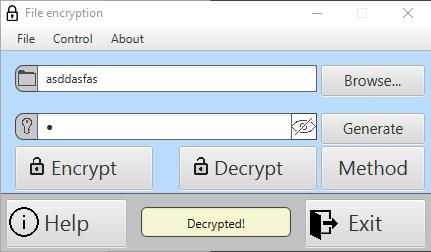 File encryption
File Control About
asddasfas Browse...
• Generate
Encrypt Decrypt Method
Help Decrypted! Exit